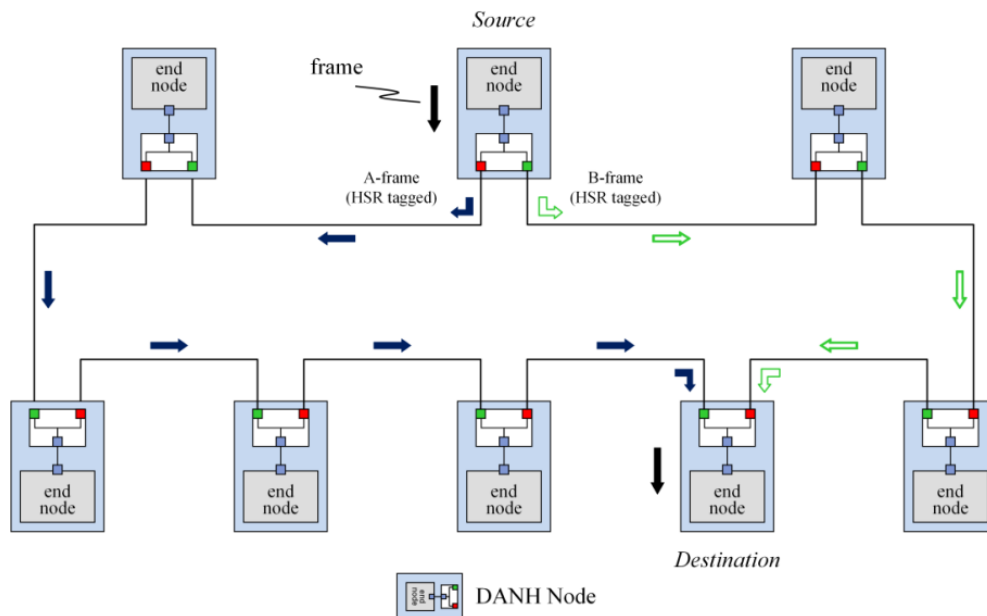 Source
end
node
frame
end
node
end
node
A-frame
(HSR tagged)
B-frame
(HSR tagged)
end
node
end
node
end
node
end
node
end
node
Destination
end
node
DANH Node